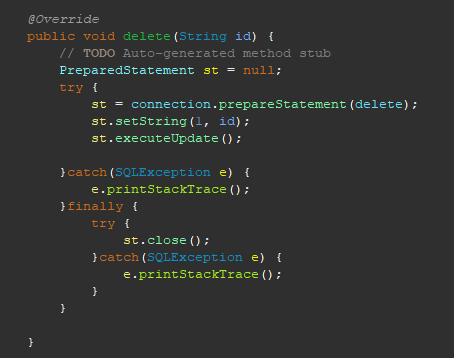 @Override
public void delete(String id) {
// TODO Auto-generated method stub
PreparedStatement st = null;
try {
st = connection.prepareStatement(delete);
st.setString(1, id);
st.executeUpdate();
}catch(SQLException e) {
e.printStackTrace();
}finally {
try {
st.close();
}catch(SQLException e) {
e.printStackTrace();
}
}
}